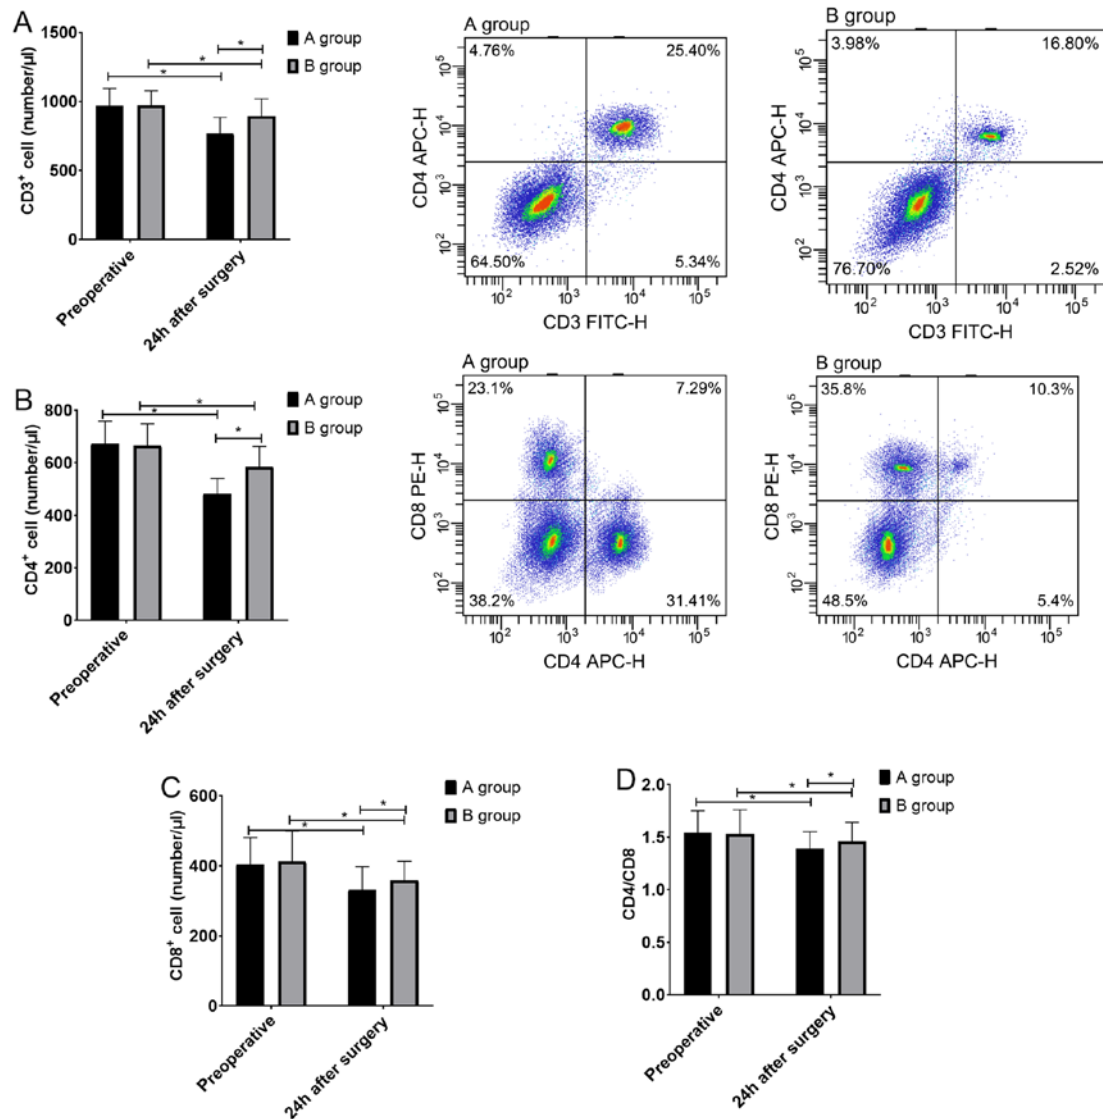 A
CD3+ cell (number/µl)
1500
1000
500
0
Preoperative
24h after surgery
A group
B group
*
*
*
A group
4.76%
25.40%
64.50%
5.34%
CD4 APC-H
10^5
10^4
10^3
10^2
10^2
10^3
10^4
10^5
CD3 FITC-H
B group
3.98%
16.80%
76.70%
2.52%
CD4 APC-H
10^5
10^4
10^3
10^2
10^2
10^3
10^4
10^5
CD3 FITC-H
B
CD4+ cell (number/µl)
800
600
400
200
0
Preoperative
24h after surgery
A group
B group
*
*
*
A group
23.1%
7.29%
38.2%
31.41%
CD8 PE-H
10^5
10^4
10^3
10^2
10^2
10^3
10^4
10^5
CD4 APC-H
B group
35.8%
10.3%
48.5%
5.4%
CD8 PE-H
10^5
10^4
10^3
10^2
10^2
10^3
10^4
10^5
CD4 APC-H
C
CD8+ cell (number/µl)
600
400
200
0
Preoperative
24h after surgery
A group
B group
*
*
*
D
CD4/CD8
2.0
1.5
1.0
0.5
0.0
Preoperative
24h after surgery
A group
B group
*
*
*